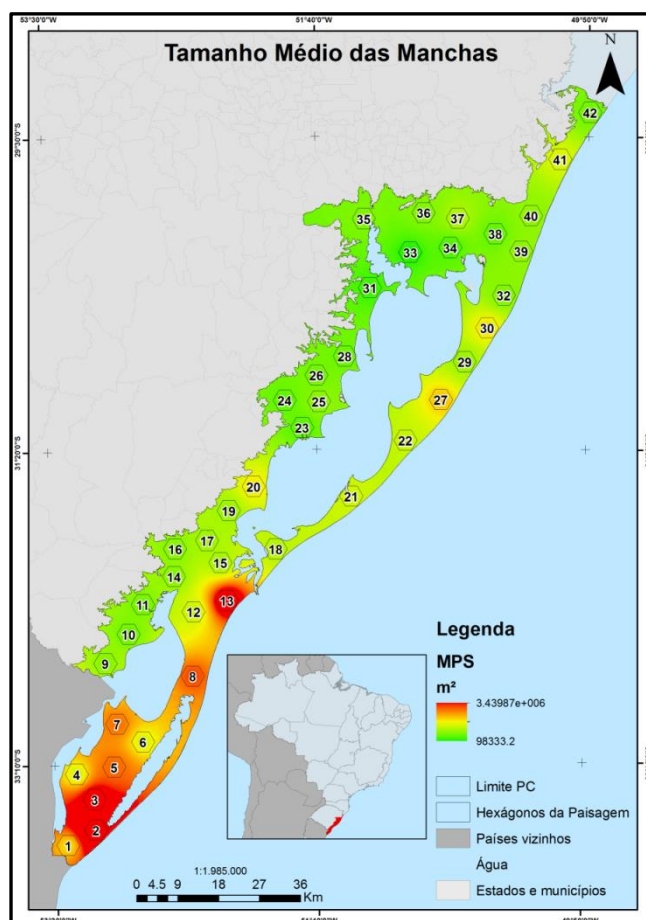 53°30'0"W 51°40'0"W 49°50'0"W
Tamanho Médio das Manchas
N
42
29°30'0"S
41
35 36 37 40
38
33 34 39
31
32
30
28
29
26
24 25 27
23
31°20'0"S
22
20
21
19
17
16 18
15
14
11 13
12
10
9
8
7
6
5
4
3
2
1
Legenda
MPS
m²
3.43987e+006
98333.2
Limite PC
Hexágonos da Paisagem
Países vizinhos
Água
Estados e municípios
33°10'0"S
1:1.985.000
0 4.5 9 18 27 36
Km